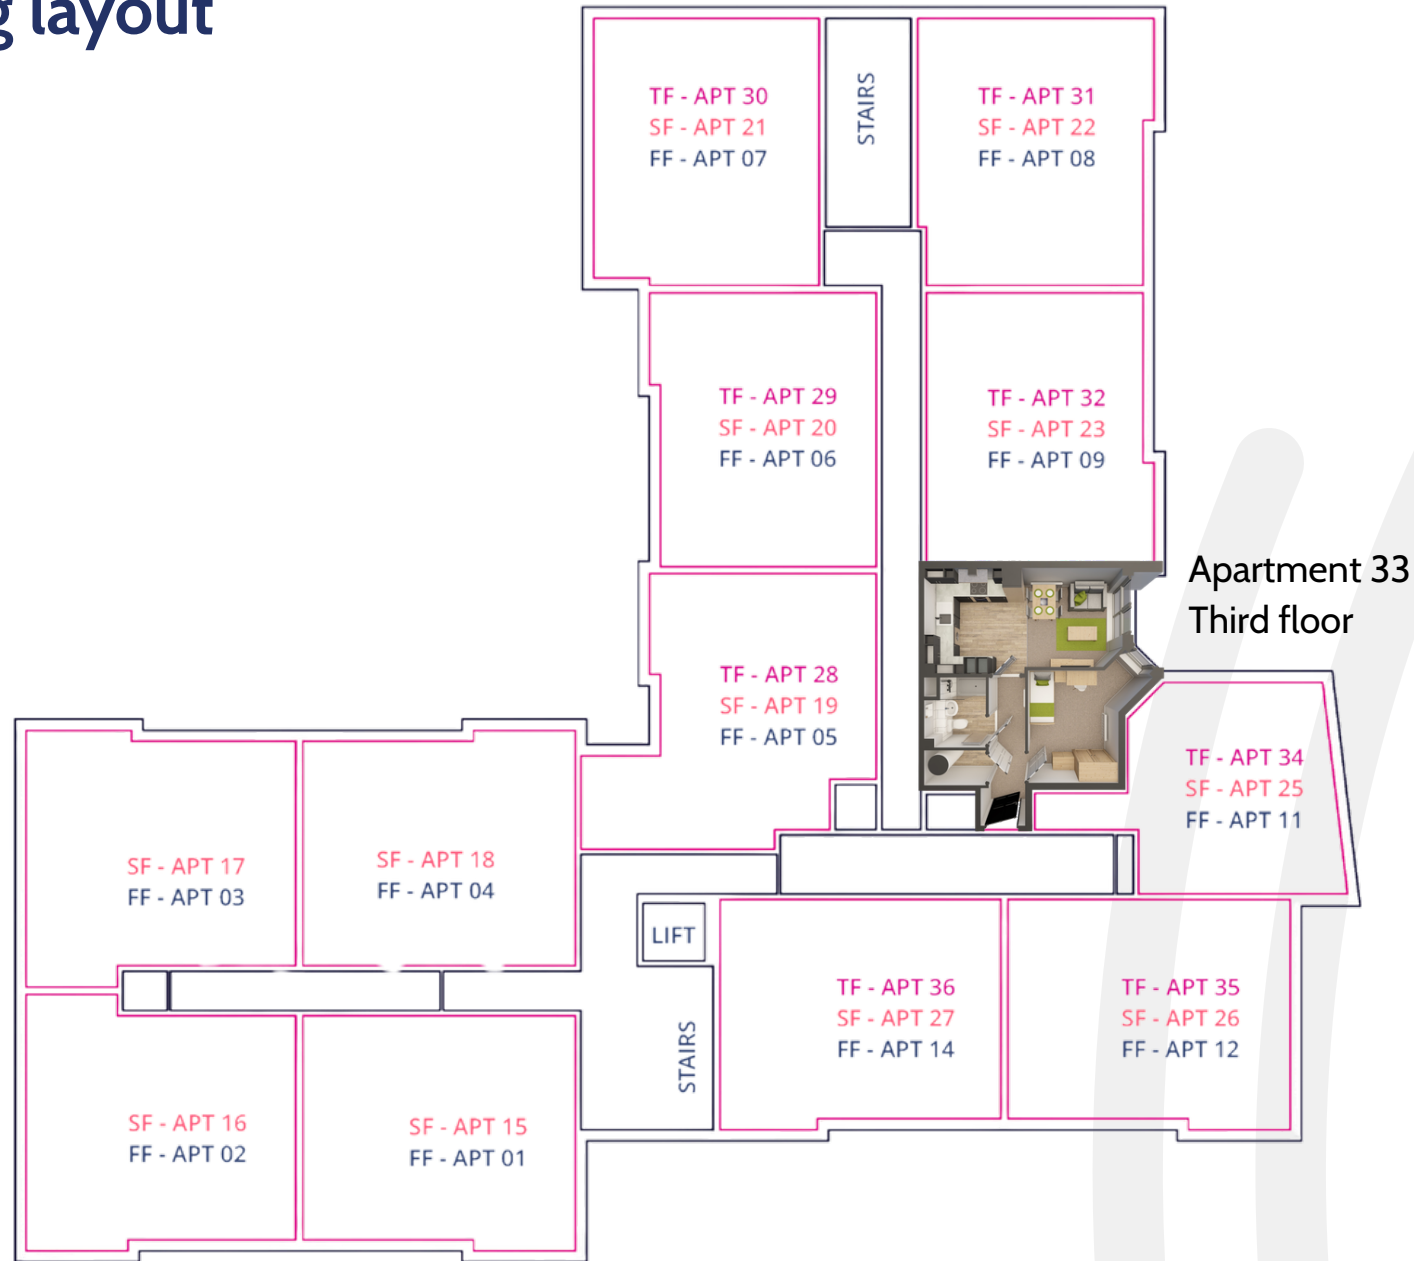 g layout
TF - APT 30
SF - APT 21
FF - APT 07
STAIRS
TF - APT 31
SF - APT 22
FF - APT 08
TF - APT 29
SF - APT 20
FF - APT 06
TF - APT 32
SF - APT 23
FF - APT 09
Apartment 33
Third floor
TF - APT 28
SF - APT 19
FF - APT 05
TF - APT 34
SF - APT 25
FF - APT 11
SF - APT 17
FF - APT 03
SF - APT 18
FF - APT 04
LIFT
TF - APT 36
SF - APT 27
FF - APT 14
TF - APT 35
SF - APT 26
FF - APT 12
STAIRS
SF - APT 16
FF - APT 02
SF - APT 15
FF - APT 01